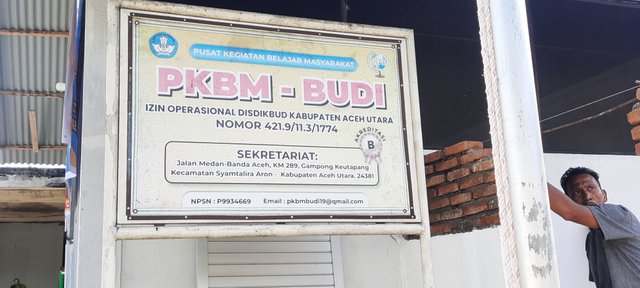 PUSAT KEGIATAN BELAJAR MASYARAKAT
PKBM - BUDI
IZIN OPERASIONAL DISDIKBUD KABUPATEN ACEH UTARA
NOMOR 421.9/11.3/1774
AKREDITASI
B
SEKRETARIAT:
Jalan Medan-Banda Aceh, KM 289, Gampong Keutapang
Kecamatan Syamtalira Aron - Kabupaten Aceh Utara. 24381
NPSN : P9934669 Email : pkbmbudi19@gmail.com